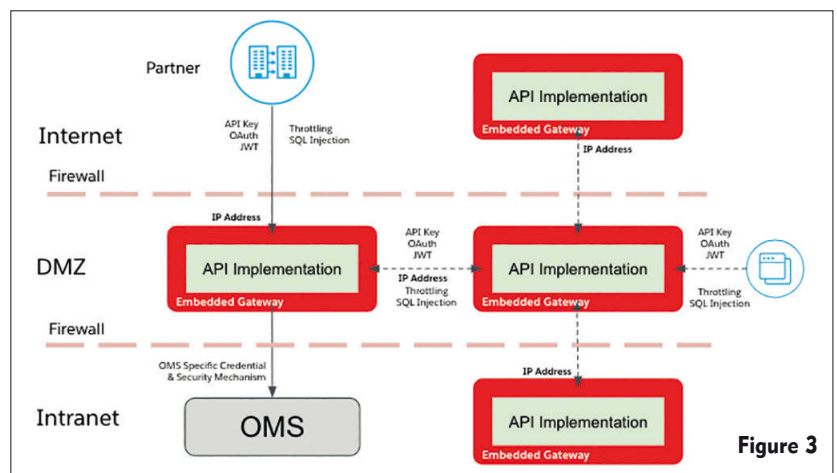 Partner
API Implementation
Embedded Gateway
API Key
OAuth
JWT
Throttling
SQL Injection
Internet
IP Address
Firewall
IP Address
API Key
OAuth
JWT
API Key
OAuth
JWT
DMZ
API Implementation
IP Address
API Implementation
Throttling
SQL Injection
Throttling
SQL Injection
Embedded Gateway
Embedded Gateway
Firewall
OMS Specific Credential
& Security Mechanism
IP Address
Intranet
OMS
API Implementation
Embedded Gateway
Figure 3